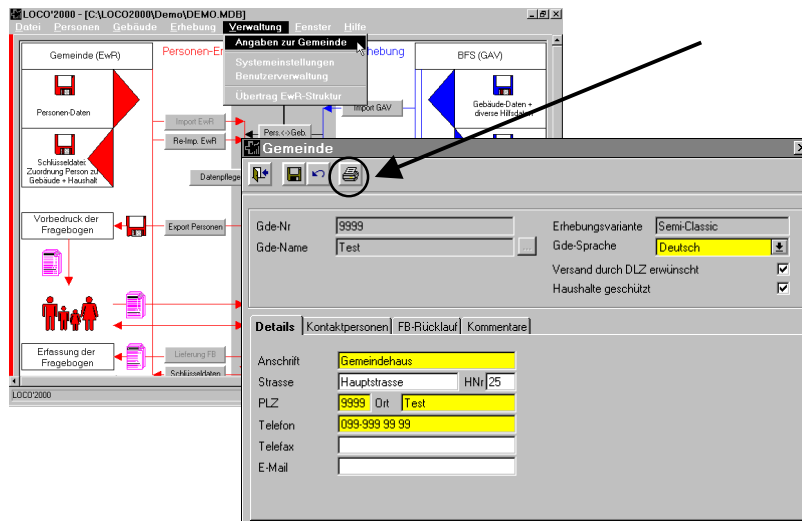 LOCO'2000 - [C:\LOCO2000\Demo\DEMO.MDB]
Datei Personen Gebäude Erhebung Verwaltung Fenster Hilfe
Angaben zur Gemeinde
Systemeinstellungen
Benutzerverwaltung
Übertrag EwR-Struktur
Gemeinde (EwR)
Personen-Er
hebung
BFS (GAV)
Personen-Daten
Gebäude-Daten +
diverse Hilfsdaten
Import EwR
Import GAV
Re-Imp. EwR
Pers.<->Geb.
Schlüsseldatei:
Zuordnung Person zu
Gebäude + Haushalt
Datenpflege
Vorbedruck der
Fragebogen
Export Personen
Erfassung der
Fragebogen
Lieferung FB
Schlüsseldaten
LOCO'2000
Gemeinde
Gde-Nr 9999
Erhebungsvariante Semi-Classic
Gde-Name Test ...
Gde-Sprache Deutsch
Versand durch DLZ erwünscht
Haushalte geschützt
Details Kontaktpersonen FB-Rücklauf Kommentare
Anschrift Gemeindehaus
Strasse Hauptstrasse HNr 25
PLZ 9999 Ort Test
Telefon 099-999 99 99
Telefax
E-Mail